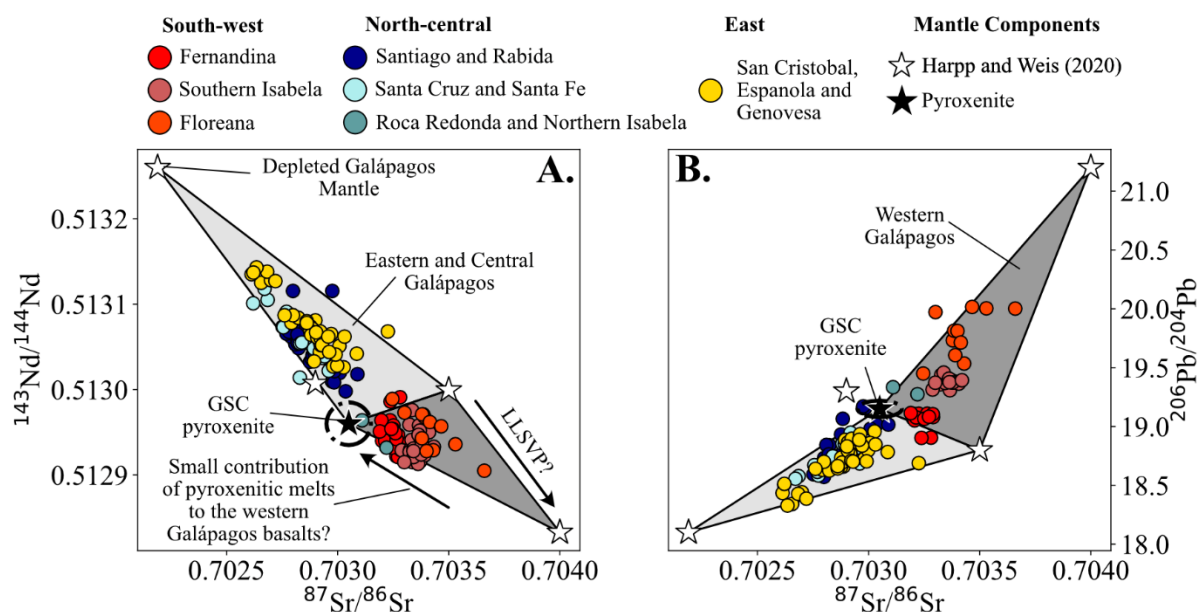 South-west
Fernandina
Southern Isabela
Floreana
North-central
Santiago and Rabida
Santa Cruz and Santa Fe
Roca Redonda and Northern Isabela
East
San Cristobal,
Espanola and
Genovesa
Mantle Components
Harpp and Weis (2020)
Pyroxenite
A.
Depleted Galápagos
Mantle
Eastern and Central
Galápagos
GSC
pyroxenite
LLSVP?
Small contribution
of pyroxenitic melts
to the western
Galápagos basalts?
¹⁴³Nd/¹⁴⁴Nd
0.5132
0.5131
0.5130
0.5129
0.7025
0.7030
0.7035
0.7040
⁸⁷Sr/⁸⁶Sr
B.
Western
Galápagos
GSC
pyroxenite
21.0
20.5
20.0
19.5
19.0
18.5
18.0
²⁰⁶Pb/²⁰⁴Pb
0.7025
0.7030
0.7035
0.7040
⁸⁷Sr/⁸⁶Sr